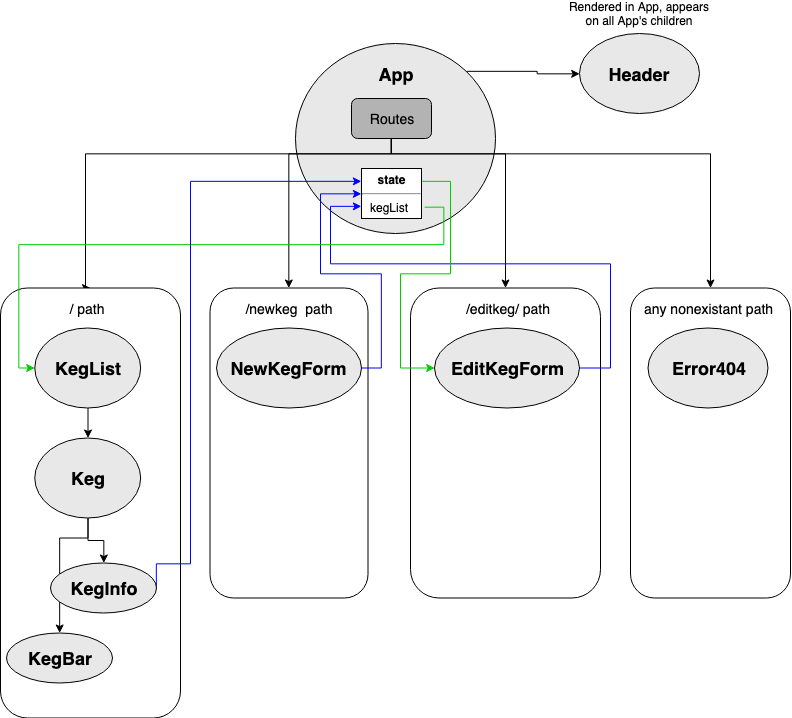 Rendered in App, appears
on all App's children
App
Header
Routes
state
kegList
/ path
/newkeg path
/editkeg/ path
any nonexistant path
KegList
NewKegForm
EditKegForm
Error404
Keg
KegInfo
KegBar